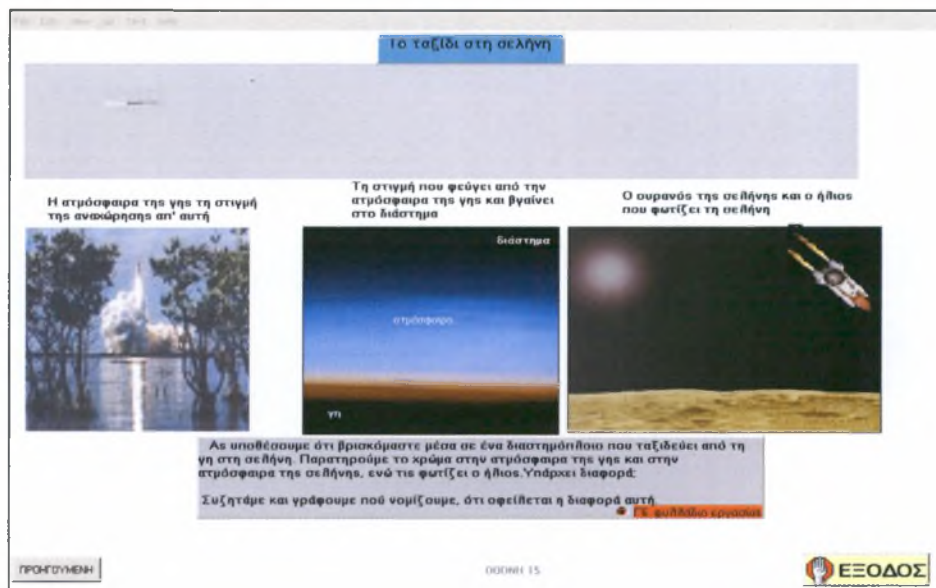 Το ταξίδι στη σελήνη
Η ατμόσφαιρα της γης τη στιγμή
της αναχώρησης απ' αυτή
Τη στιγμή που φεύγει από την
ατμόσφαιρα της γης και βγαίνει
στο διάστημα
Ο ουρανός της σελήνης και ο ήλιος
που φωτίζει τη σελήνη
διάστημα
ατμόσφαιρα
γη
Ας υποθέσουμε ότι βρισκόμαστε μέσα σε ένα διαστημόπλοιο που ταξιδεύει από τη
γη στη σελήνη. Παρατηρούμε το χρώμα στην ατμόσφαιρα της γης και στην
ατμόσφαιρα της σελήνης, ενώ τις φωτίζει ο ήλιος.Υπάρχει διαφορά;
Συζητάμε και γράφουμε πού νομίζουμε, ότι οφείλεται η διαφορά αυτή
φυλλάδιο εργασίας
ΠΡΟΗΓΟΥΜΕΝΗ
ΟΘΟΝΗ 15
ΕΞΟΔΟΣ